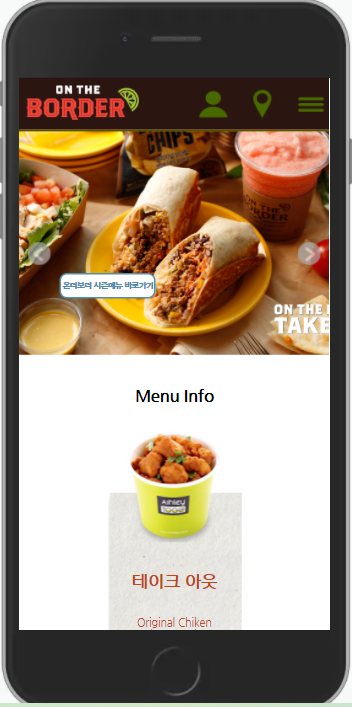 ON THE
BORDER
CHIPS
ON THE
BORDER
온더보더 시즌메뉴 바로가기
ON THE
TAKE
Menu Info
Ashley
테이크 아웃
Original Chiken